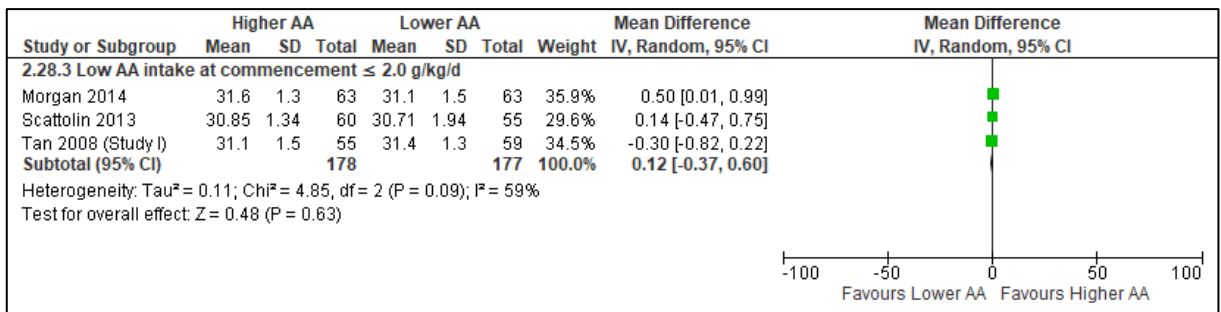 Higher AA Lower AA Mean Difference Mean Difference
Study or Subgroup Mean SD Total Mean SD Total Weight IV, Random, 95% CI IV, Random, 95% CI
2.28.3 Low AA intake at commencement ≤ 2.0 g/kg/d
Morgan 2014 31.6 1.3 63 31.1 1.5 63 35.9% 0.50 [0.01, 0.99]
Scattolin 2013 30.85 1.34 60 30.71 1.94 55 29.6% 0.14 [-0.47, 0.75]
Tan 2008 (Study I) 31.1 1.5 55 31.4 1.3 59 34.5% -0.30 [-0.82, 0.22]
Subtotal (95% CI) 178 177 100.0% 0.12 [-0.37, 0.60]
Heterogeneity: Tau² = 0.11; Chi² = 4.85, df = 2 (P = 0.09); I² = 59%
Test for overall effect: Z = 0.48 (P = 0.63)
-100 -50 0 50 100
Favours Lower AA Favours Higher AA